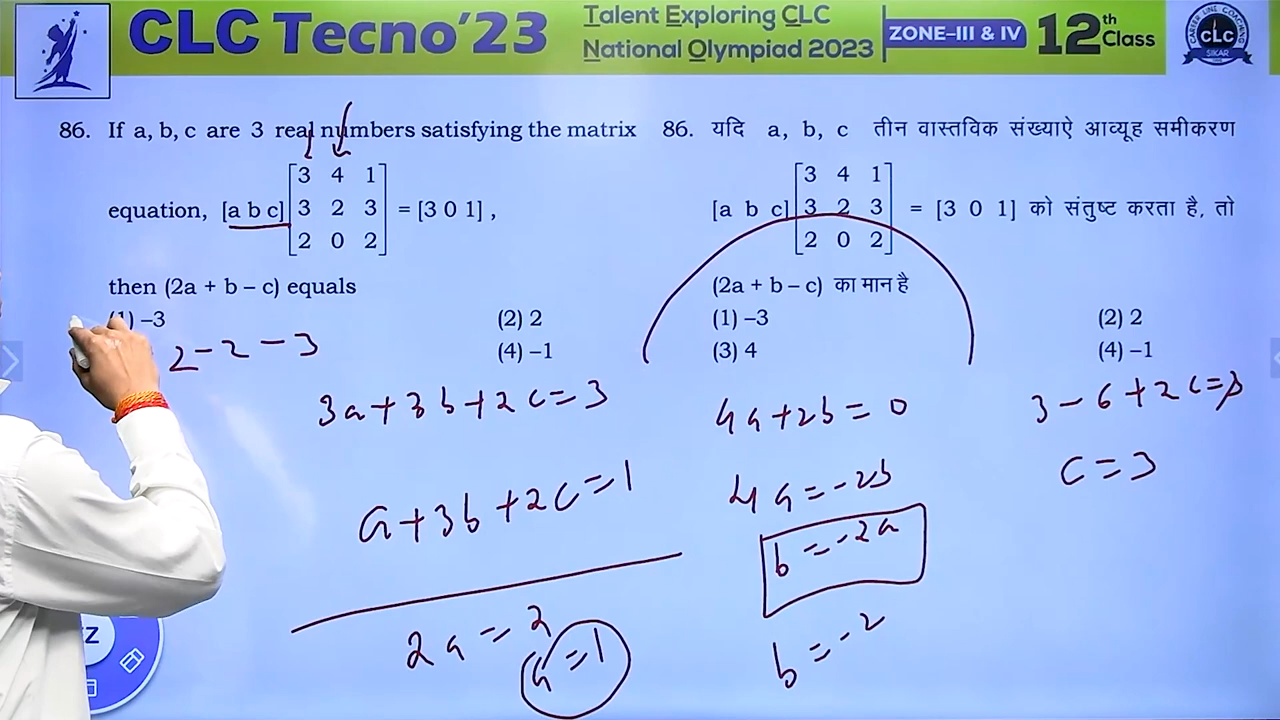 CLC Tecno'23
Talent Exploring CLC
National Olympiad 2023
ZONE–III & IV
12th Class
CAREER LINE COACHING
CLC
SIKAR
86. If a, b, c are 3 real numbers satisfying the matrix
equation, [a b c] [3 4 1
3 2 3
2 0 2] = [3 0 1] ,
then (2a + b – c) equals
(1) –3 (2) 2
(4) –1
86. यदि a, b, c तीन वास्तविक संख्याऐ आव्यूह समीकरण
[a b c] [3 4 1
3 2 3
2 0 2] = [3 0 1] को संतुष्ट करता है, तो
(2a + b – c) का मान है
(1) –3 (2) 2
(3) 4 (4) –1
2 - 2 - 3
3a + 3b + 2c = 3
a + 3b + 2c = 1
2a = 2
a = 1
4a + 2b = 0
4a = -2b
b = -2a
b = -2
3 - 6 + 2c = 3
c = 3